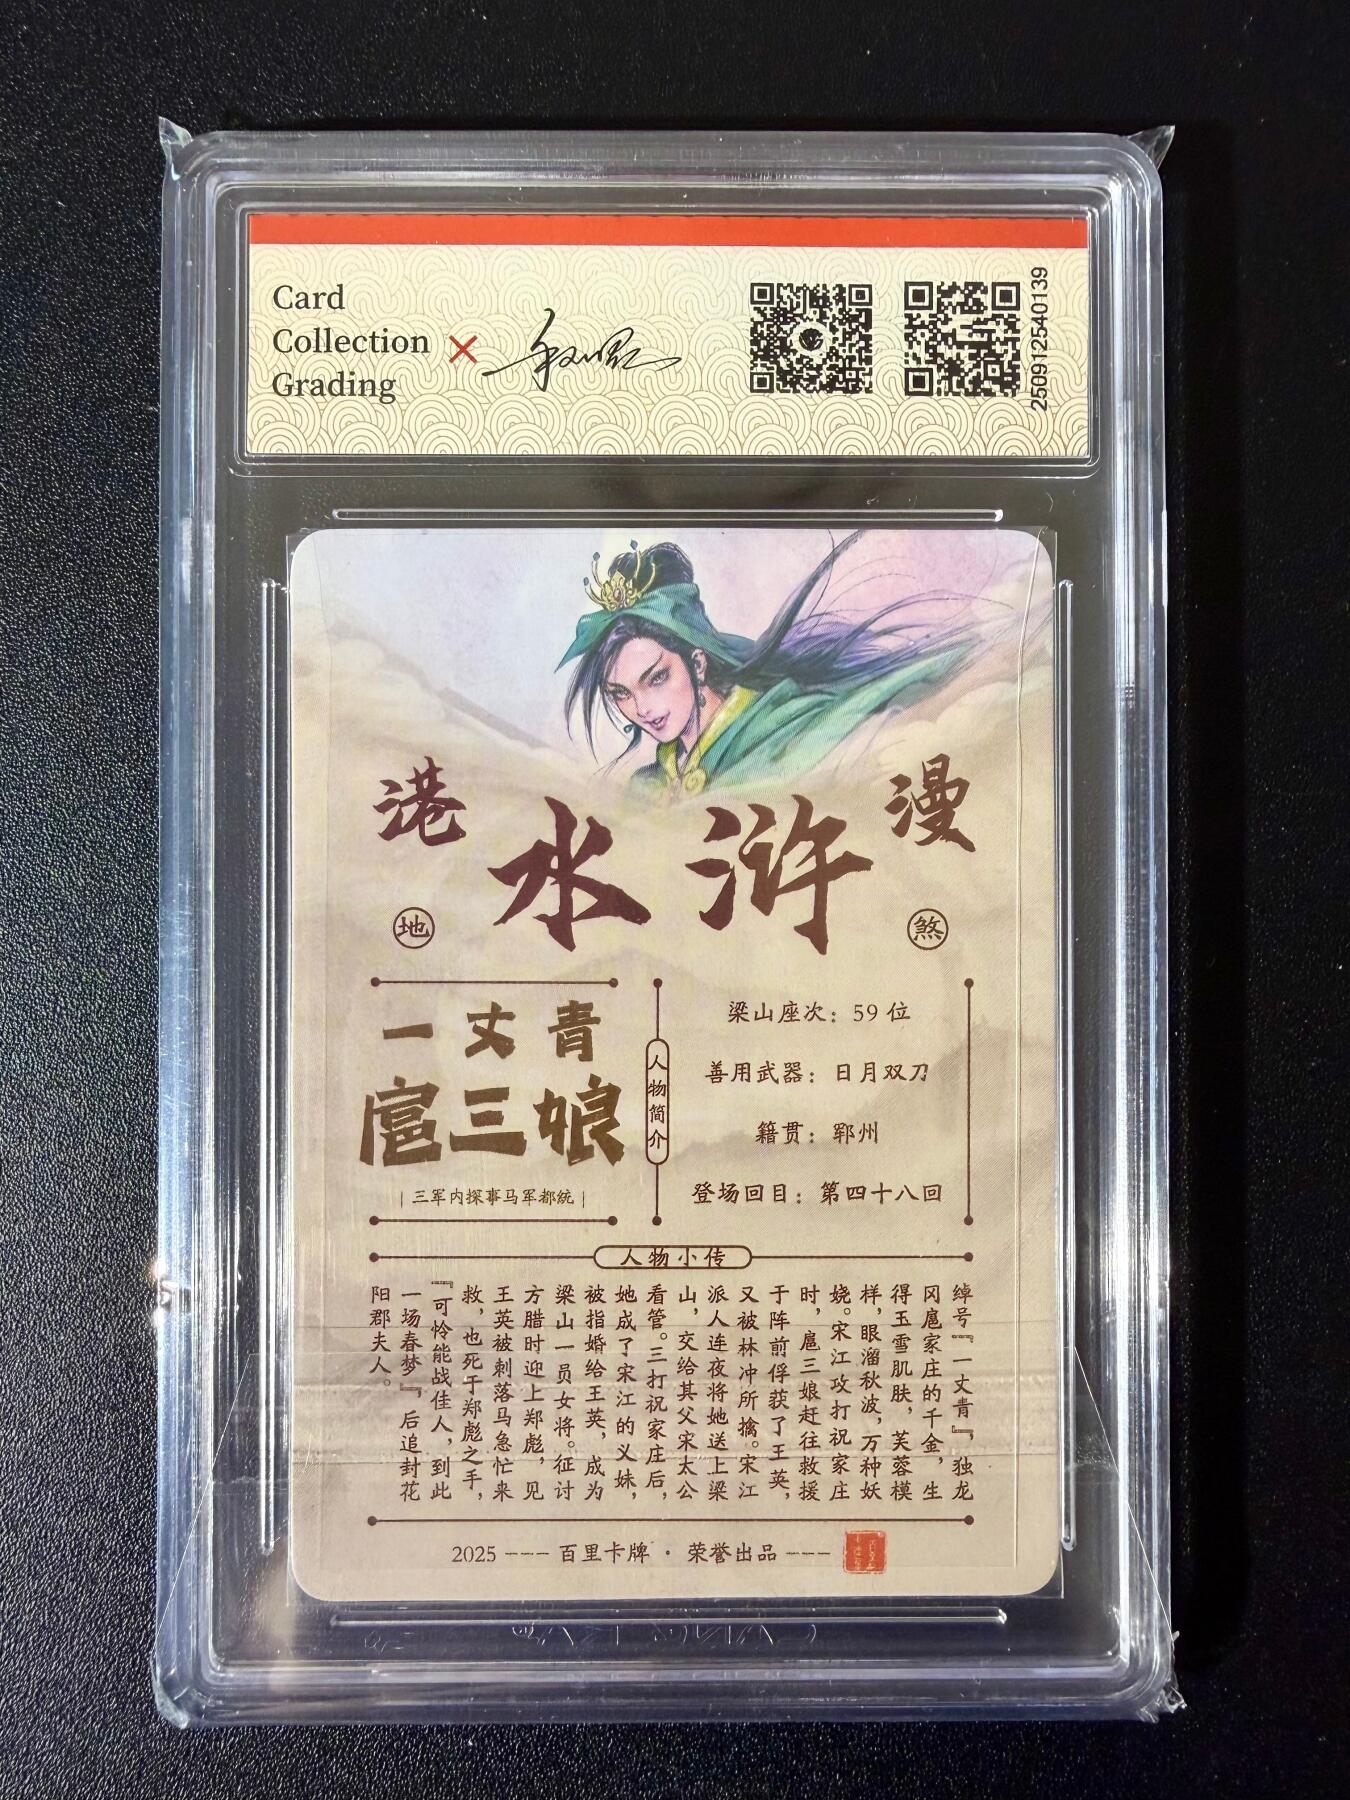 Card
Collection
Grading
×
250912540139
港漫
水浒
地
煞
一丈青
扈三娘
三军内探事马军都统
人物简介
梁山座次：59 位
善用武器：日月双刀
籍贯：郓州
登场回目：第四十八回
人物小传
绰号『一丈青』，独龙
冈扈家庄的千金，生
得玉雪肌肤，芙蓉模
样，眼溜秋波，万种妖
娆。宋江攻打祝家庄
时，扈三娘赶往救援
于阵前俘获了王英，
又被林冲所擒。宋江
派人连夜将她送上梁
山，交给其父宋太公
看管。三打祝家庄后，
她成了宋江的义妹，
被指婚给王英，成为
梁山一员女将。征讨
方腊时迎上郑彪，见
王英被刺落马急忙来
救，也死于郑彪之手，
『可怜能战佳人，到此
一场春梦』。后追封花
阳郡夫人。
2025 --- 百里卡牌 · 荣誉出品 ---